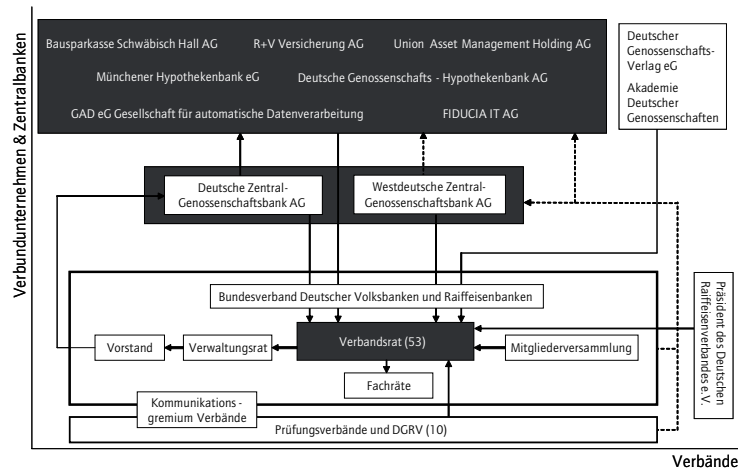 Verbundunternehmen & Zentralbanken
Bausparkasse Schwäbisch Hall AG
R+V Versicherung AG
Union Asset Management Holding AG
Münchener Hypothekenbank eG
Deutsche Genossenschafts - Hypothekenbank AG
GAD eG Gesellschaft für automatische Datenverarbeitung
FIDUCIA IT AG
Deutscher
Genossenschafts-
Verlag eG
Akademie
Deutscher
Genossenschaften
Deutsche Zentral-
Genossenschaftsbank AG
Westdeutsche Zentral-
Genossenschaftsbank AG
Bundesverband Deutscher Volksbanken und Raiffeisenbanken
Vorstand
Verwaltungsrat
Verbandsrat (53)
Mitgliederversammlung
Fachräte
Präsident des Deutschen
Raiffeisenverbandes e.V.
Kommunikations -
gremium Verbände
Prüfungsverbände und DGRV (10)
Verbände